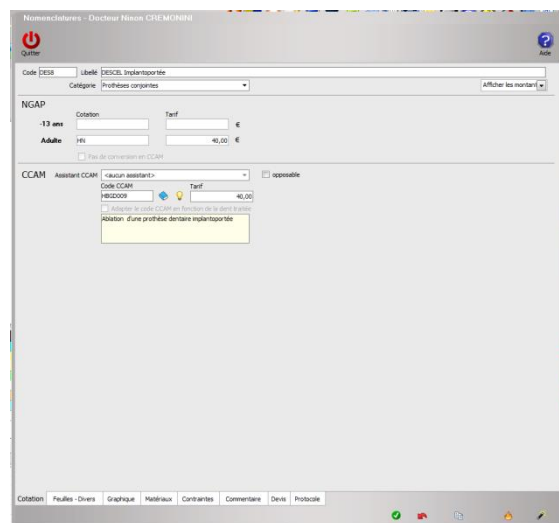 Nomenclatures - Docteur Ninon CREMONINI
Quitter
Aide
Code DES8 Libellé DESCEL Implantoportée
Catégorie Prothèses conjointes Afficher les montant
NGAP
Cotation Tarif
-13 ans €
Adulte HN 40,00 €
Pas de conversion en CCAM
CCAM Assistant CCAM <aucun assistant> opposable
Code CCAM Tarif
HBGD009 40,00
Adapter le code CCAM en fonction de la dent traitée
Ablation d'une prothèse dentaire implantoportée
Cotation Feuilles - Divers Graphique Matériaux Contraintes Commentaire Devis Protocole